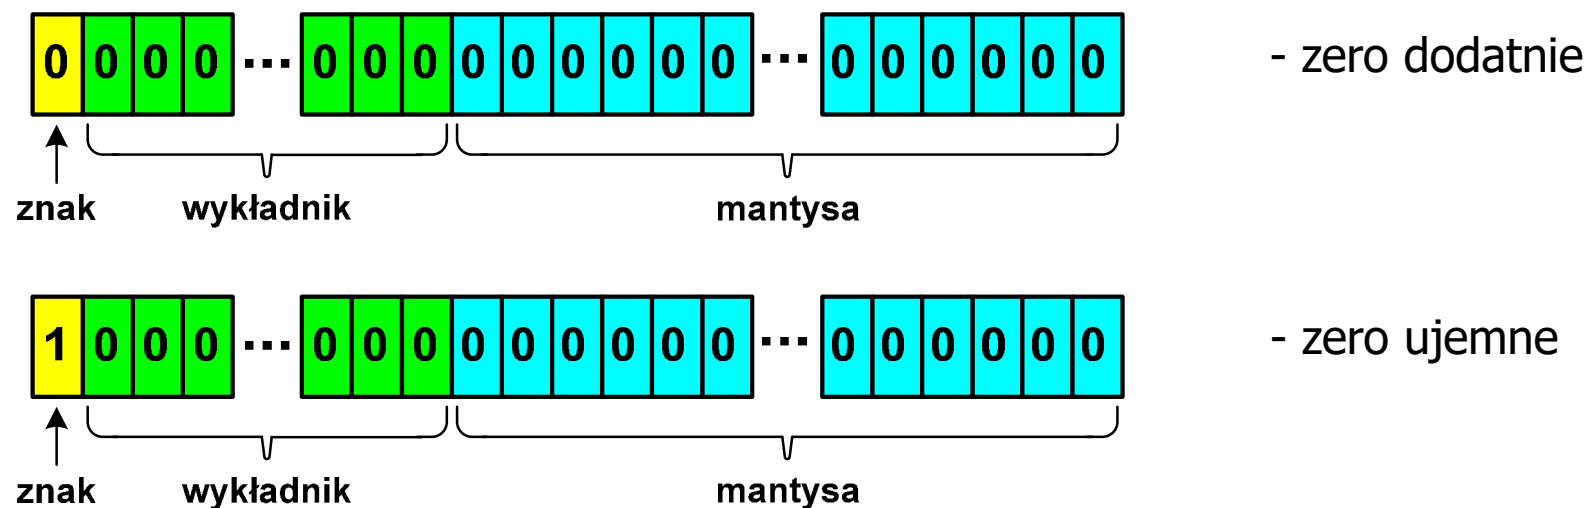 0 0 0 0 ... 0 0 0 0 0 0 0 0 0 ... 0 0 0 0 0 0 - zero dodatnie
znak wykładnik mantysa
1 0 0 0 ... 0 0 0 0 0 0 0 0 0 ... 0 0 0 0 0 0 - zero ujemne
znak wykładnik mantysa